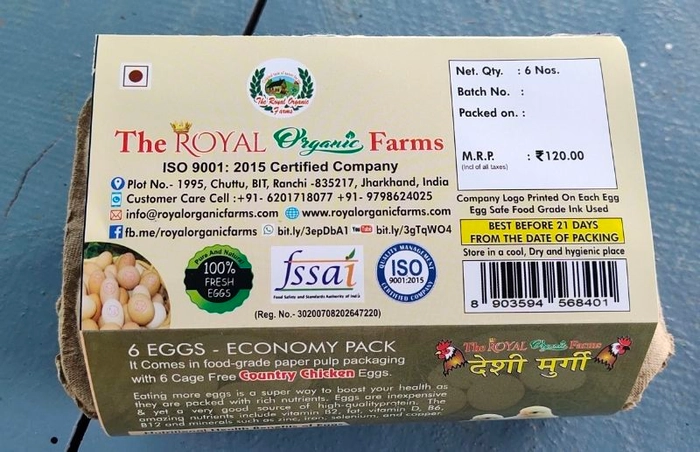 The Royal Organic Farms
The ROYAL Organic Farms
ISO 9001: 2015 Certified Company
Plot No.- 1995, Chuttu, BIT, Ranchi -835217, Jharkhand, India
Customer Care Cell :+91- 6201718077 +91- 9798624025
info@royalorganicfarms.com www.royalorganicfarms.com
fb.me/royalorganicfarms bit.ly/3epDbA1 You Tube bit.ly/3gTqWO4
Net. Qty. : 6 Nos.
Batch No. :
Packed on. :
M.R.P. : ₹120.00
(Incl of all taxes)
Company Logo Printed On Each Egg
Egg Safe Food Grade Ink Used
BEST BEFORE 21 DAYS
FROM THE DATE OF PACKING
Store in a cool, Dry and hygienic place
8 903594 568401
Pure And Natural
100%
FRESH
EGGS
fssai
Food Safety and Standards Authority of India
QUALITY MANAGEMENT
ISO
9001:2015
CERTIFIED COMPANY
(Reg. No.- 30200708202647220)
6 EGGS - ECONOMY PACK
It Comes in food-grade paper pulp packaging
with 6 Cage Free Country Chicken Eggs.
Eating more eggs is a super way to boost your health as
they are packed with rich nutrients. Eggs are inexpensive
& yet a very good source of high-qualityprotein. The
amazing nutrients include vitamin B2, fat, vitamin D, B6,
B12 and minerals such as zinc, iron, selenium, and copper.
The ROYAL Organic Farms
देशी मुर्गी